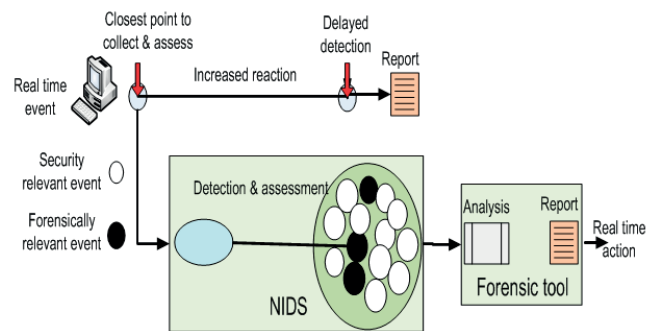 Closest point to
collect & assess
Delayed
detection
Report
Increased reaction
Real time
event
Security
relevant event
Forensically
relevant event
Detection & assessment
NIDS
Analysis
Report
Forensic tool
Real time
action